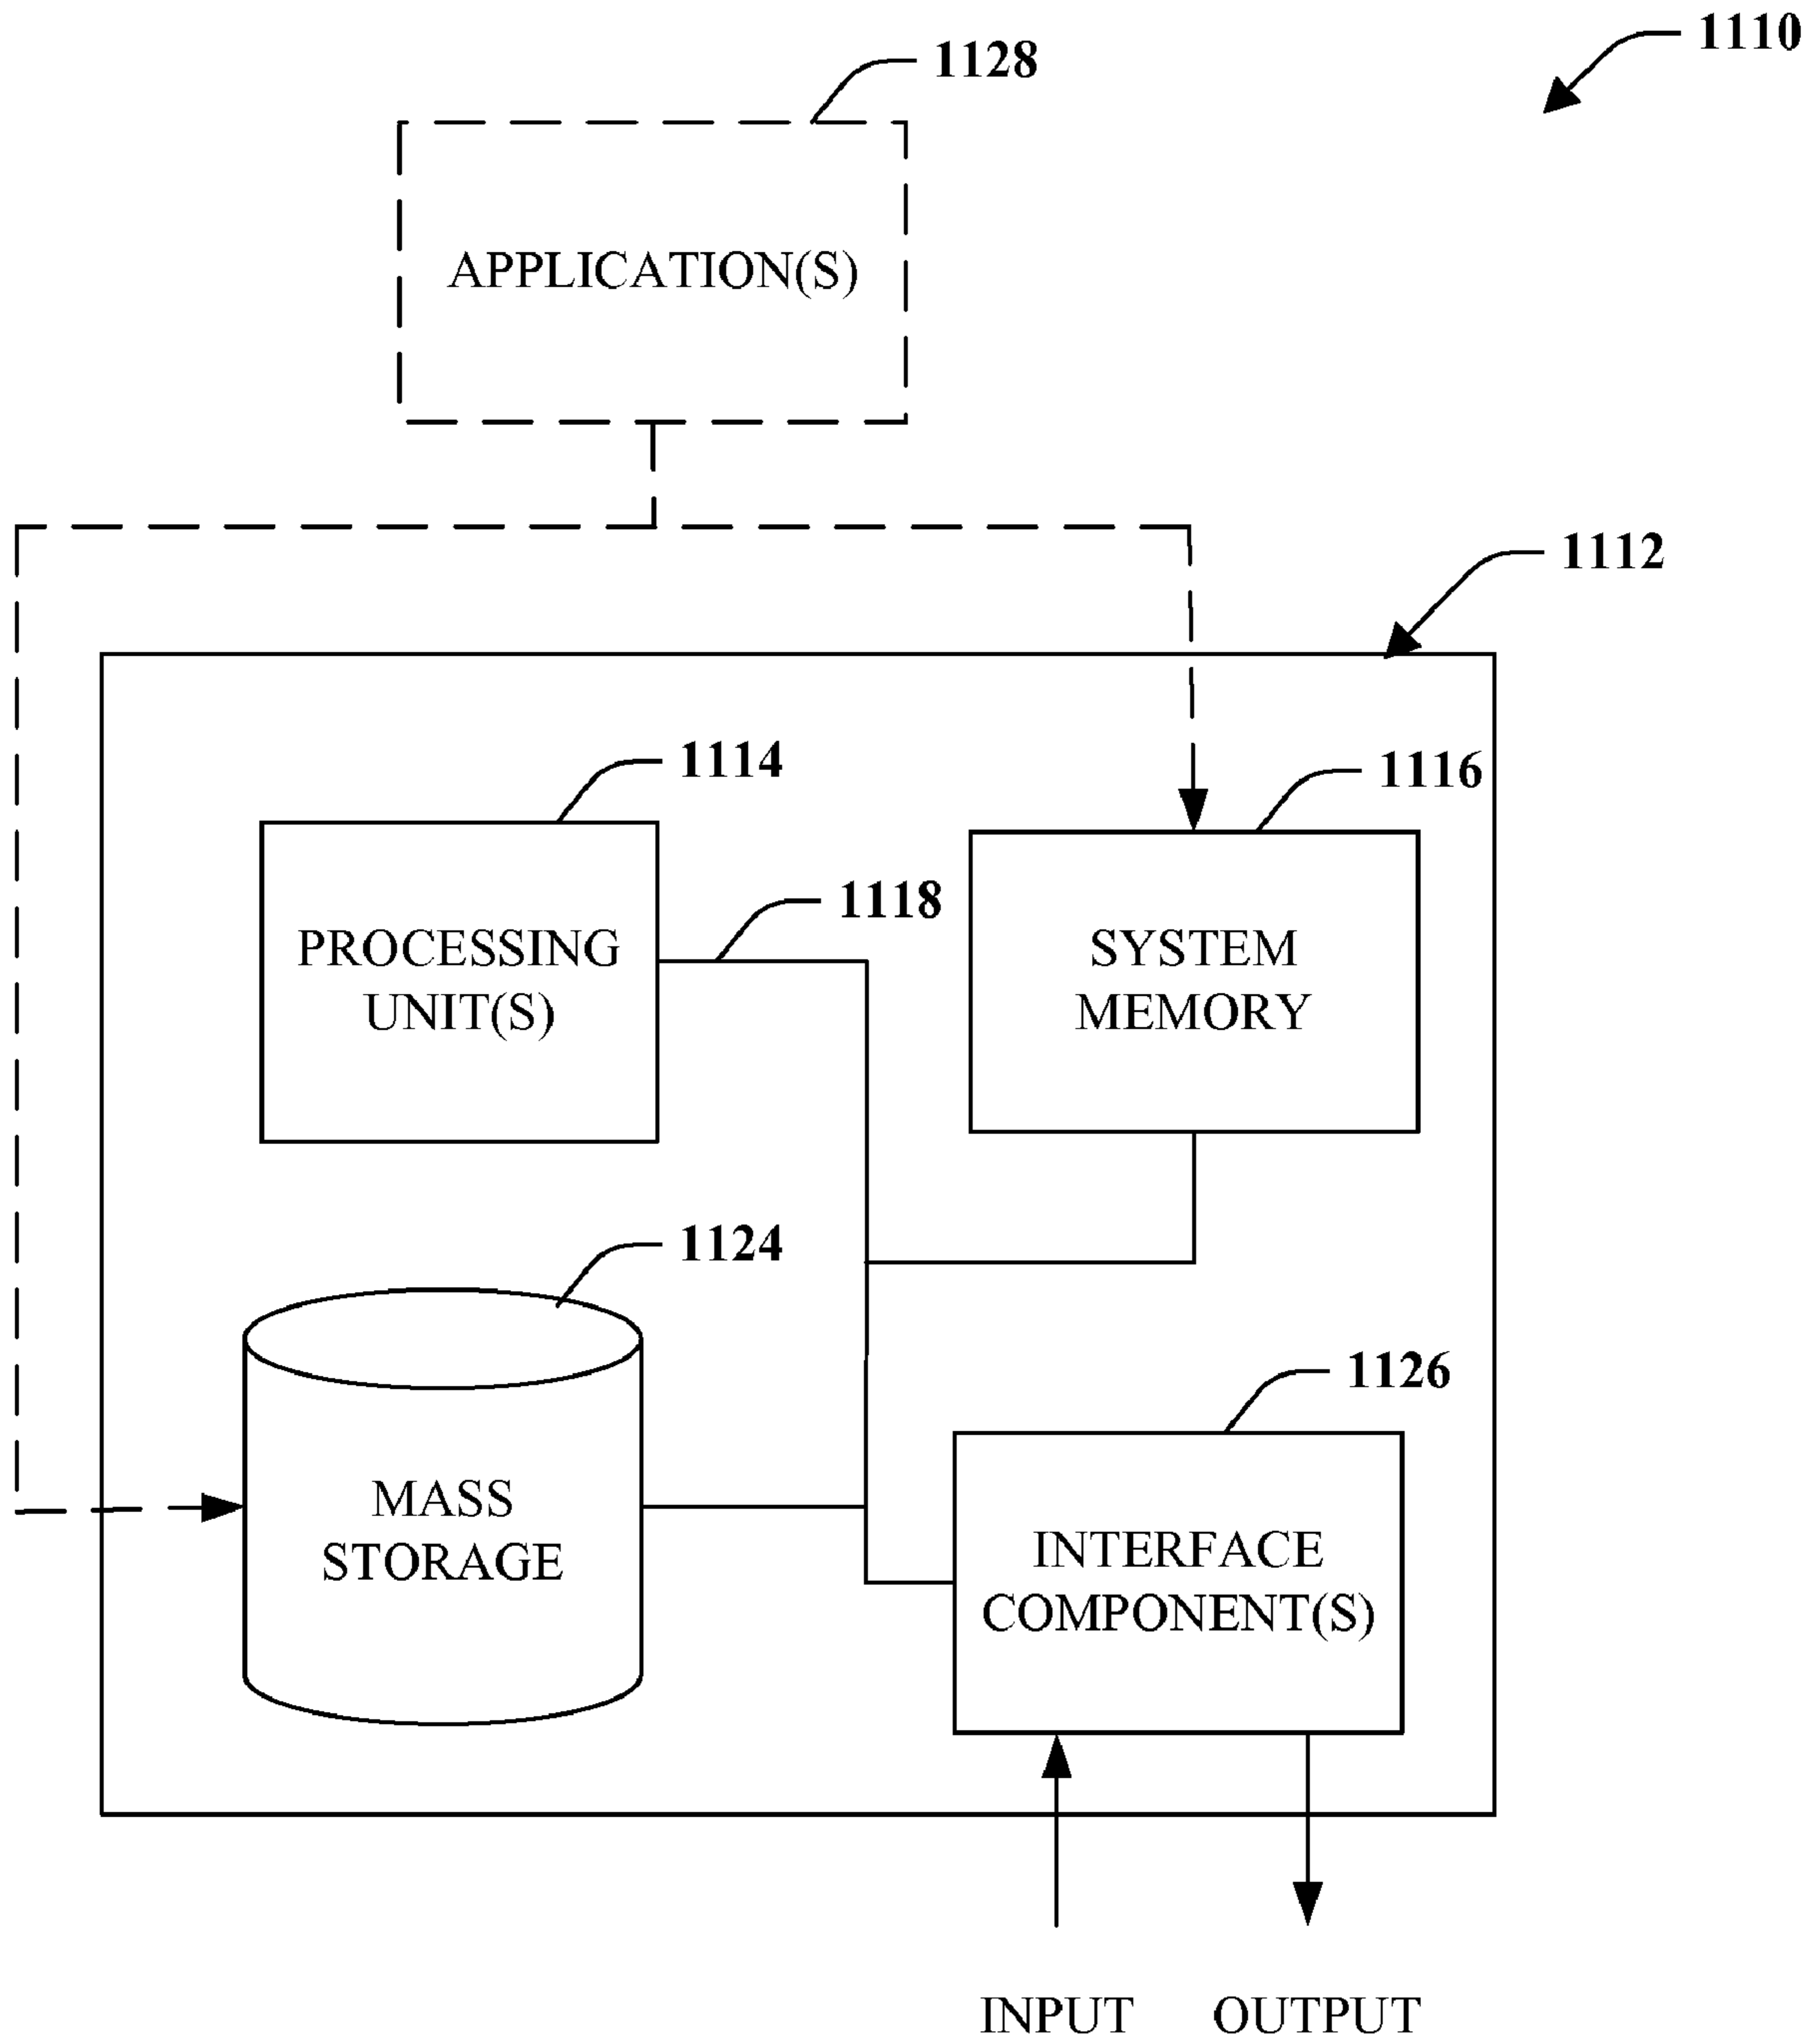 1110
1128
APPLICATION(S)
1112
1114
1116
1118
PROCESSING
UNIT(S)
SYSTEM
MEMORY
1124
1126
MASS
STORAGE
INTERFACE
COMPONENT(S)
INPUT
OUTPUT